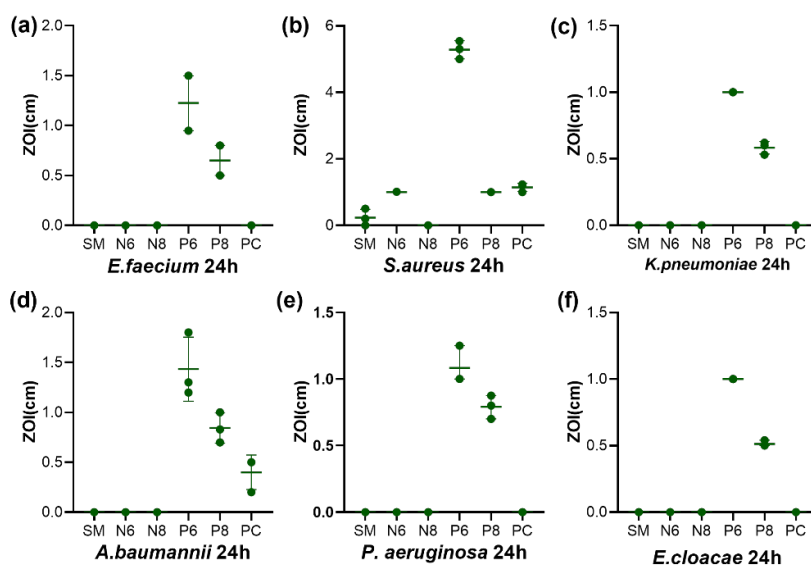 (a)
ZOI(cm)
2.0
1.5
1.0
0.5
0.0
SM N6 N8 P6 P8 PC
E.faecium 24h
(b)
ZOI(cm)
6
4
2
0
SM N6 N8 P6 P8 PC
S.aureus 24h
(c)
ZOI(cm)
1.5
1.0
0.5
0.0
SM N6 N8 P6 P8 PC
K.pneumoniae 24h
(d)
ZOI(cm)
2.0
1.5
1.0
0.5
0.0
SM N6 N8 P6 P8 PC
A.baumannii 24h
(e)
ZOI(cm)
1.5
1.0
0.5
0.0
SM N6 N8 P6 P8 PC
P. aeruginosa 24h
(f)
ZOI(cm)
1.5
1.0
0.5
0.0
SM N6 N8 P6 P8 PC
E.cloacae 24h